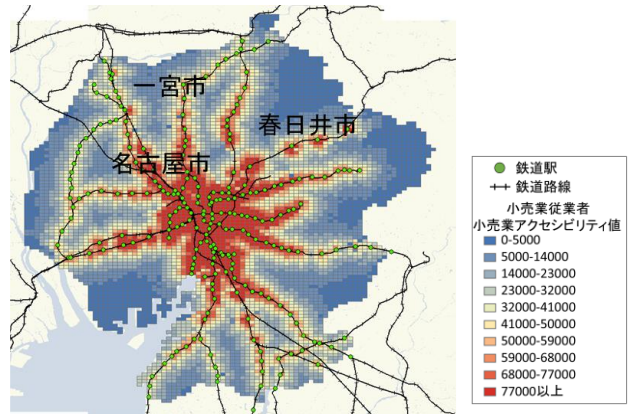 一宮市
春日井市
名古屋市
鉄道駅
鉄道路線
小売業従業者
小売業アクセシビリティ値
0-5000
5000-14000
14000-23000
23000-32000
32000-41000
41000-50000
50000-59000
59000-68000
68000-77000
77000以上